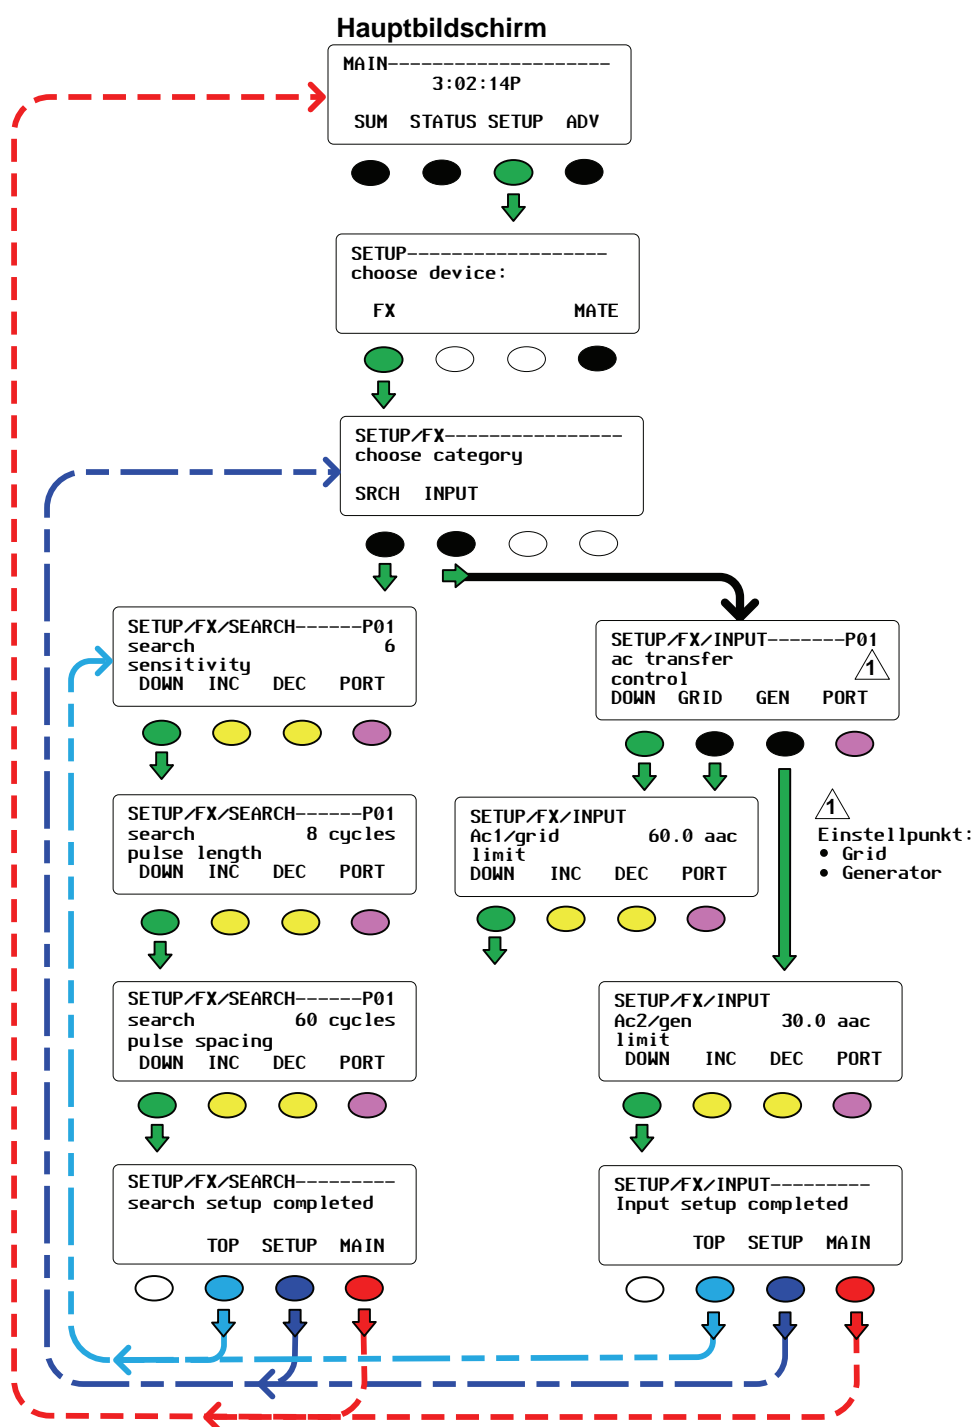 Hauptbildschirm
MAIN--------------------
3:02:14P
SUM STATUS SETUP ADV
SETUP------------------
choose device:
FX MATE
SETUP/FX----------------
choose category
SRCH INPUT
SETUP/FX/SEARCH------P01
search 6
sensitivity
DOWN INC DEC PORT
SETUP/FX/INPUT-------P01
ac transfer
control
1
DOWN GRID GEN PORT
SETUP/FX/SEARCH------P01
search 8 cycles
pulse length
DOWN INC DEC PORT
SETUP/FX/INPUT
Ac1/grid 60.0 aac
limit
DOWN INC DEC PORT
1
Einstellpunkt:
• Grid
• Generator
SETUP/FX/SEARCH------P01
search 60 cycles
pulse spacing
DOWN INC DEC PORT
SETUP/FX/INPUT
Ac2/gen 30.0 aac
limit
DOWN INC DEC PORT
SETUP/FX/SEARCH---------
search setup completed
TOP SETUP MAIN
SETUP/FX/INPUT---------
Input setup completed
TOP SETUP MAIN